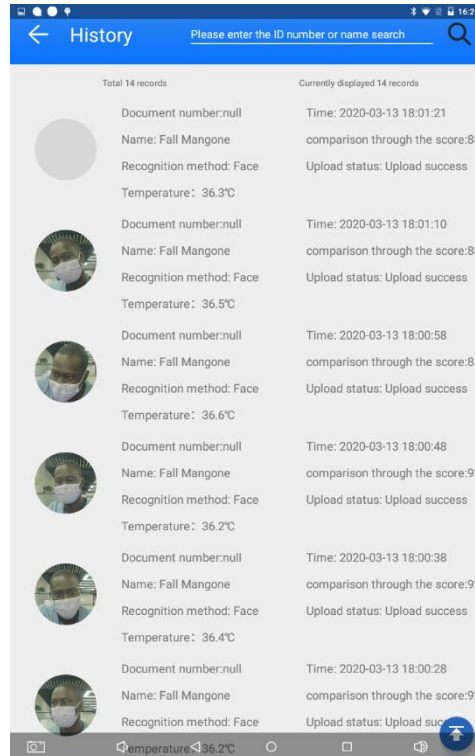 16:2
History
Please enter the ID number or name search
Total 14 records
Currently displayed 14 records
Document number:null
Time: 2020-03-13 18:01:21
Name: Fall Mangone
comparison through the score:8
Recognition method: Face
Upload status: Upload success
Temperature: 36.3℃
Document number:null
Time: 2020-03-13 18:01:10
Name: Fall Mangone
comparison through the score:8
Recognition method: Face
Upload status: Upload success
Temperature: 36.5℃
Document number:null
Time: 2020-03-13 18:00:58
Name: Fall Mangone
comparison through the score:8
Recognition method: Face
Upload status: Upload success
Temperature: 36.6℃
Document number:null
Time: 2020-03-13 18:00:48
Name: Fall Mangone
comparison through the score:9
Recognition method: Face
Upload status: Upload success
Temperature: 36.2℃
Document number:null
Time: 2020-03-13 18:00:38
Name: Fall Mangone
comparison through the score:9
Recognition method: Face
Upload status: Upload success
Temperature: 36.4℃
Document number:null
Time: 2020-03-13 18:00:28
Name: Fall Mangone
comparison through the score:9
Recognition method: Face
Upload status: Upload suc
Temperature: 36.2℃